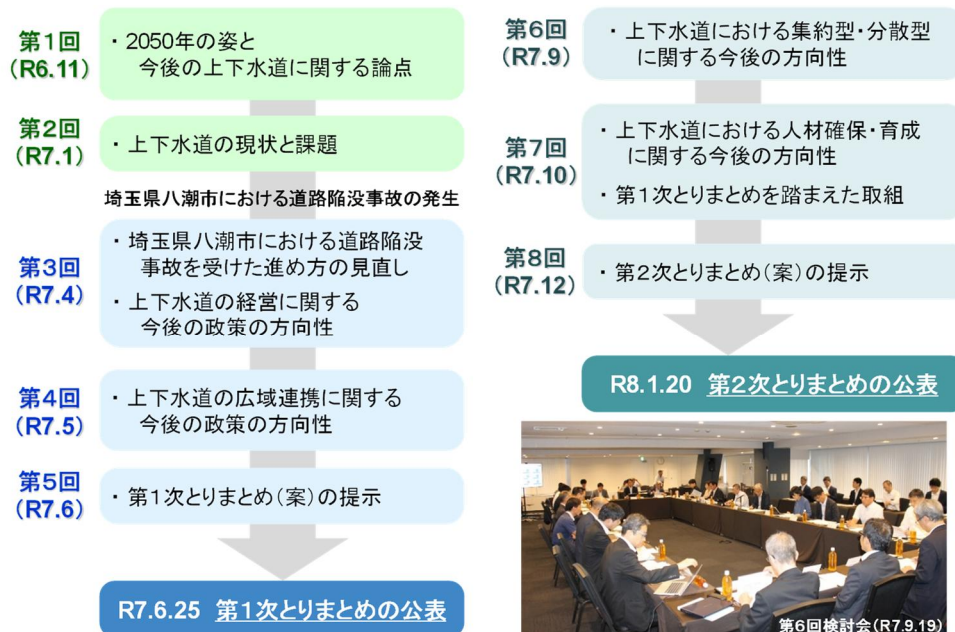 第1回
(R6.11)
・2050年の姿と
今後の上下水道に関する論点
第2回
(R7.1)
・上下水道の現状と課題
埼玉県八潮市における道路陥没事故の発生
第3回
(R7.4)
・埼玉県八潮市における道路陥没
事故を受けた進め方の見直し
・上下水道の経営に関する
今後の政策の方向性
第4回
(R7.5)
・上下水道の広域連携に関する
今後の政策の方向性
第5回
(R7.6)
・第1次とりまとめ(案)の提示
R7.6.25 第1次とりまとめの公表
第6回
(R7.9)
・上下水道における集約型・分散型
に関する今後の方向性
第7回
(R7.10)
・上下水道における人材確保・育成
に関する今後の方向性
・第1次とりまとめを踏まえた取組
第8回
(R7.12)
・第2次とりまとめ(案)の提示
R8.1.20 第2次とりまとめの公表
第6回検討会(R7.9.19)